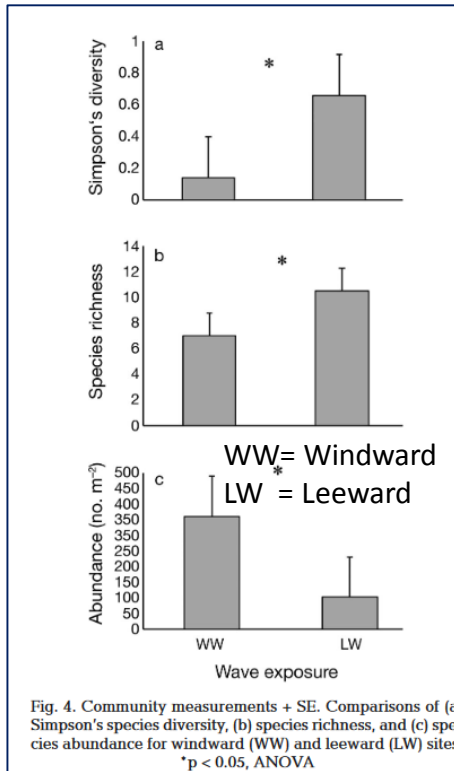 a
*
Simpson's diversity
1
0.8
0.6
0.4
0.2
0
b
*
Species richness
14
12
10
8
6
4
2
0
WW= Windward
*
LW = Leeward
c
Abundance (no. m⁻²)
500
450
400
350
300
250
200
150
100
50
0
WW LW
Wave exposure
Fig. 4. Community measurements + SE. Comparisons of (a
Simpson's species diversity, (b) species richness, and (c) spe
cies abundance for windward (WW) and leeward (LW) sites
*p < 0.05, ANOVA